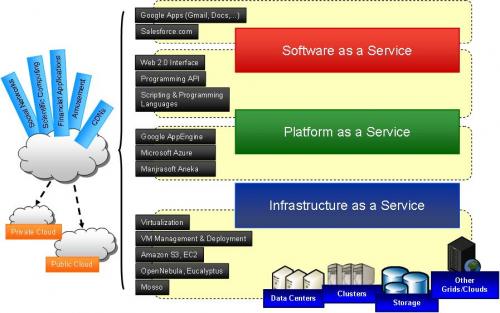 Social Networks
Scientific Computing
Financial Applications
Amusement
CDNs
Private Cloud
Public Cloud
Google Apps (Gmail, Docs,...)
Salesforce.com
Software as a Service
Web 2.0 Interface
Programming API
Scripting & Programming
Languages
Platform as a Service
Google AppEngine
Microsoft Azure
Manjrasoft Aneka
Infrastructure as a Service
Virtualization
VM Management & Deployment
Amazon S3, EC2
OpenNebula, Eucalyptus
Mosso
Data Centers
Clusters
Storage
Other
Grids/Clouds